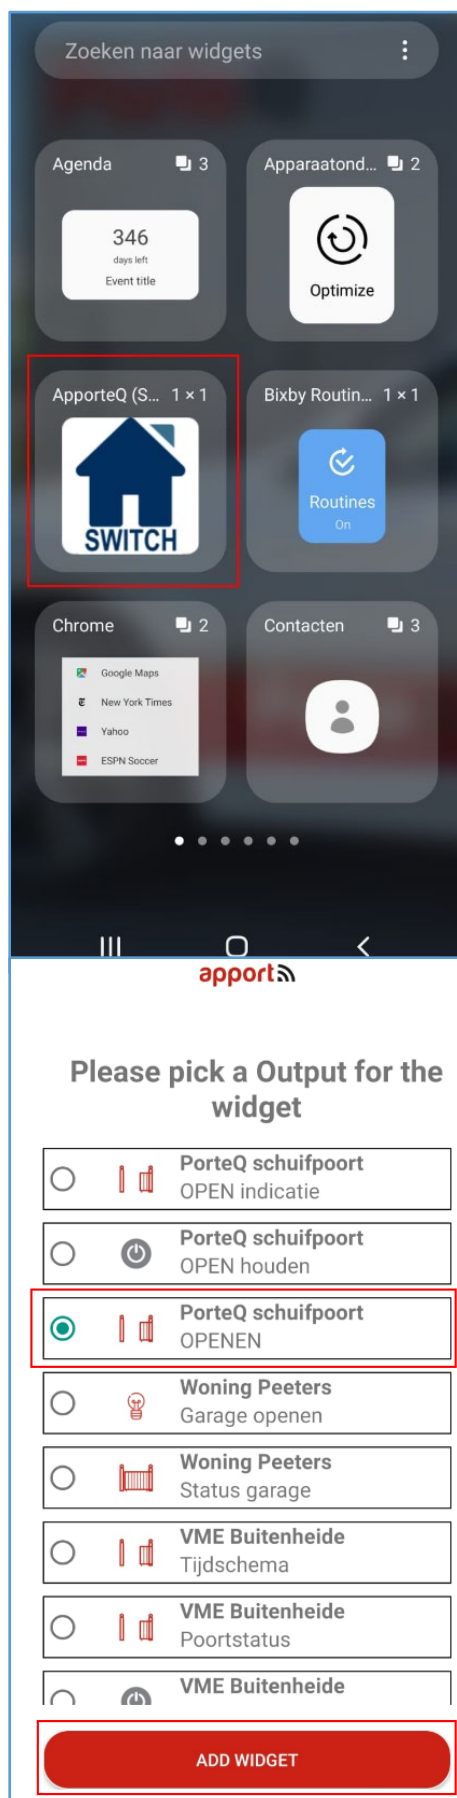 Zoeken naar widgets
Agenda 3
Apparaatond... 2
346
days left
Event title
Optimize
ApporteQ (S... 1 × 1
Bixby Routin... 1 × 1
SWITCH
Routines
On
Chrome 2
Contacten 3
Google Maps
New York Times
Yahoo
ESPN Soccer
apport
Please pick a Output for the
widget
PorteQ schuifpoort
OPEN indicatie
PorteQ schuifpoort
OPEN houden
PorteQ schuifpoort
OPENEN
Woning Peeters
Garage openen
Woning Peeters
Status garage
VME Buitenheide
Tijdschema
VME Buitenheide
Poortstatus
VME Buitenheide
ADD WIDGET